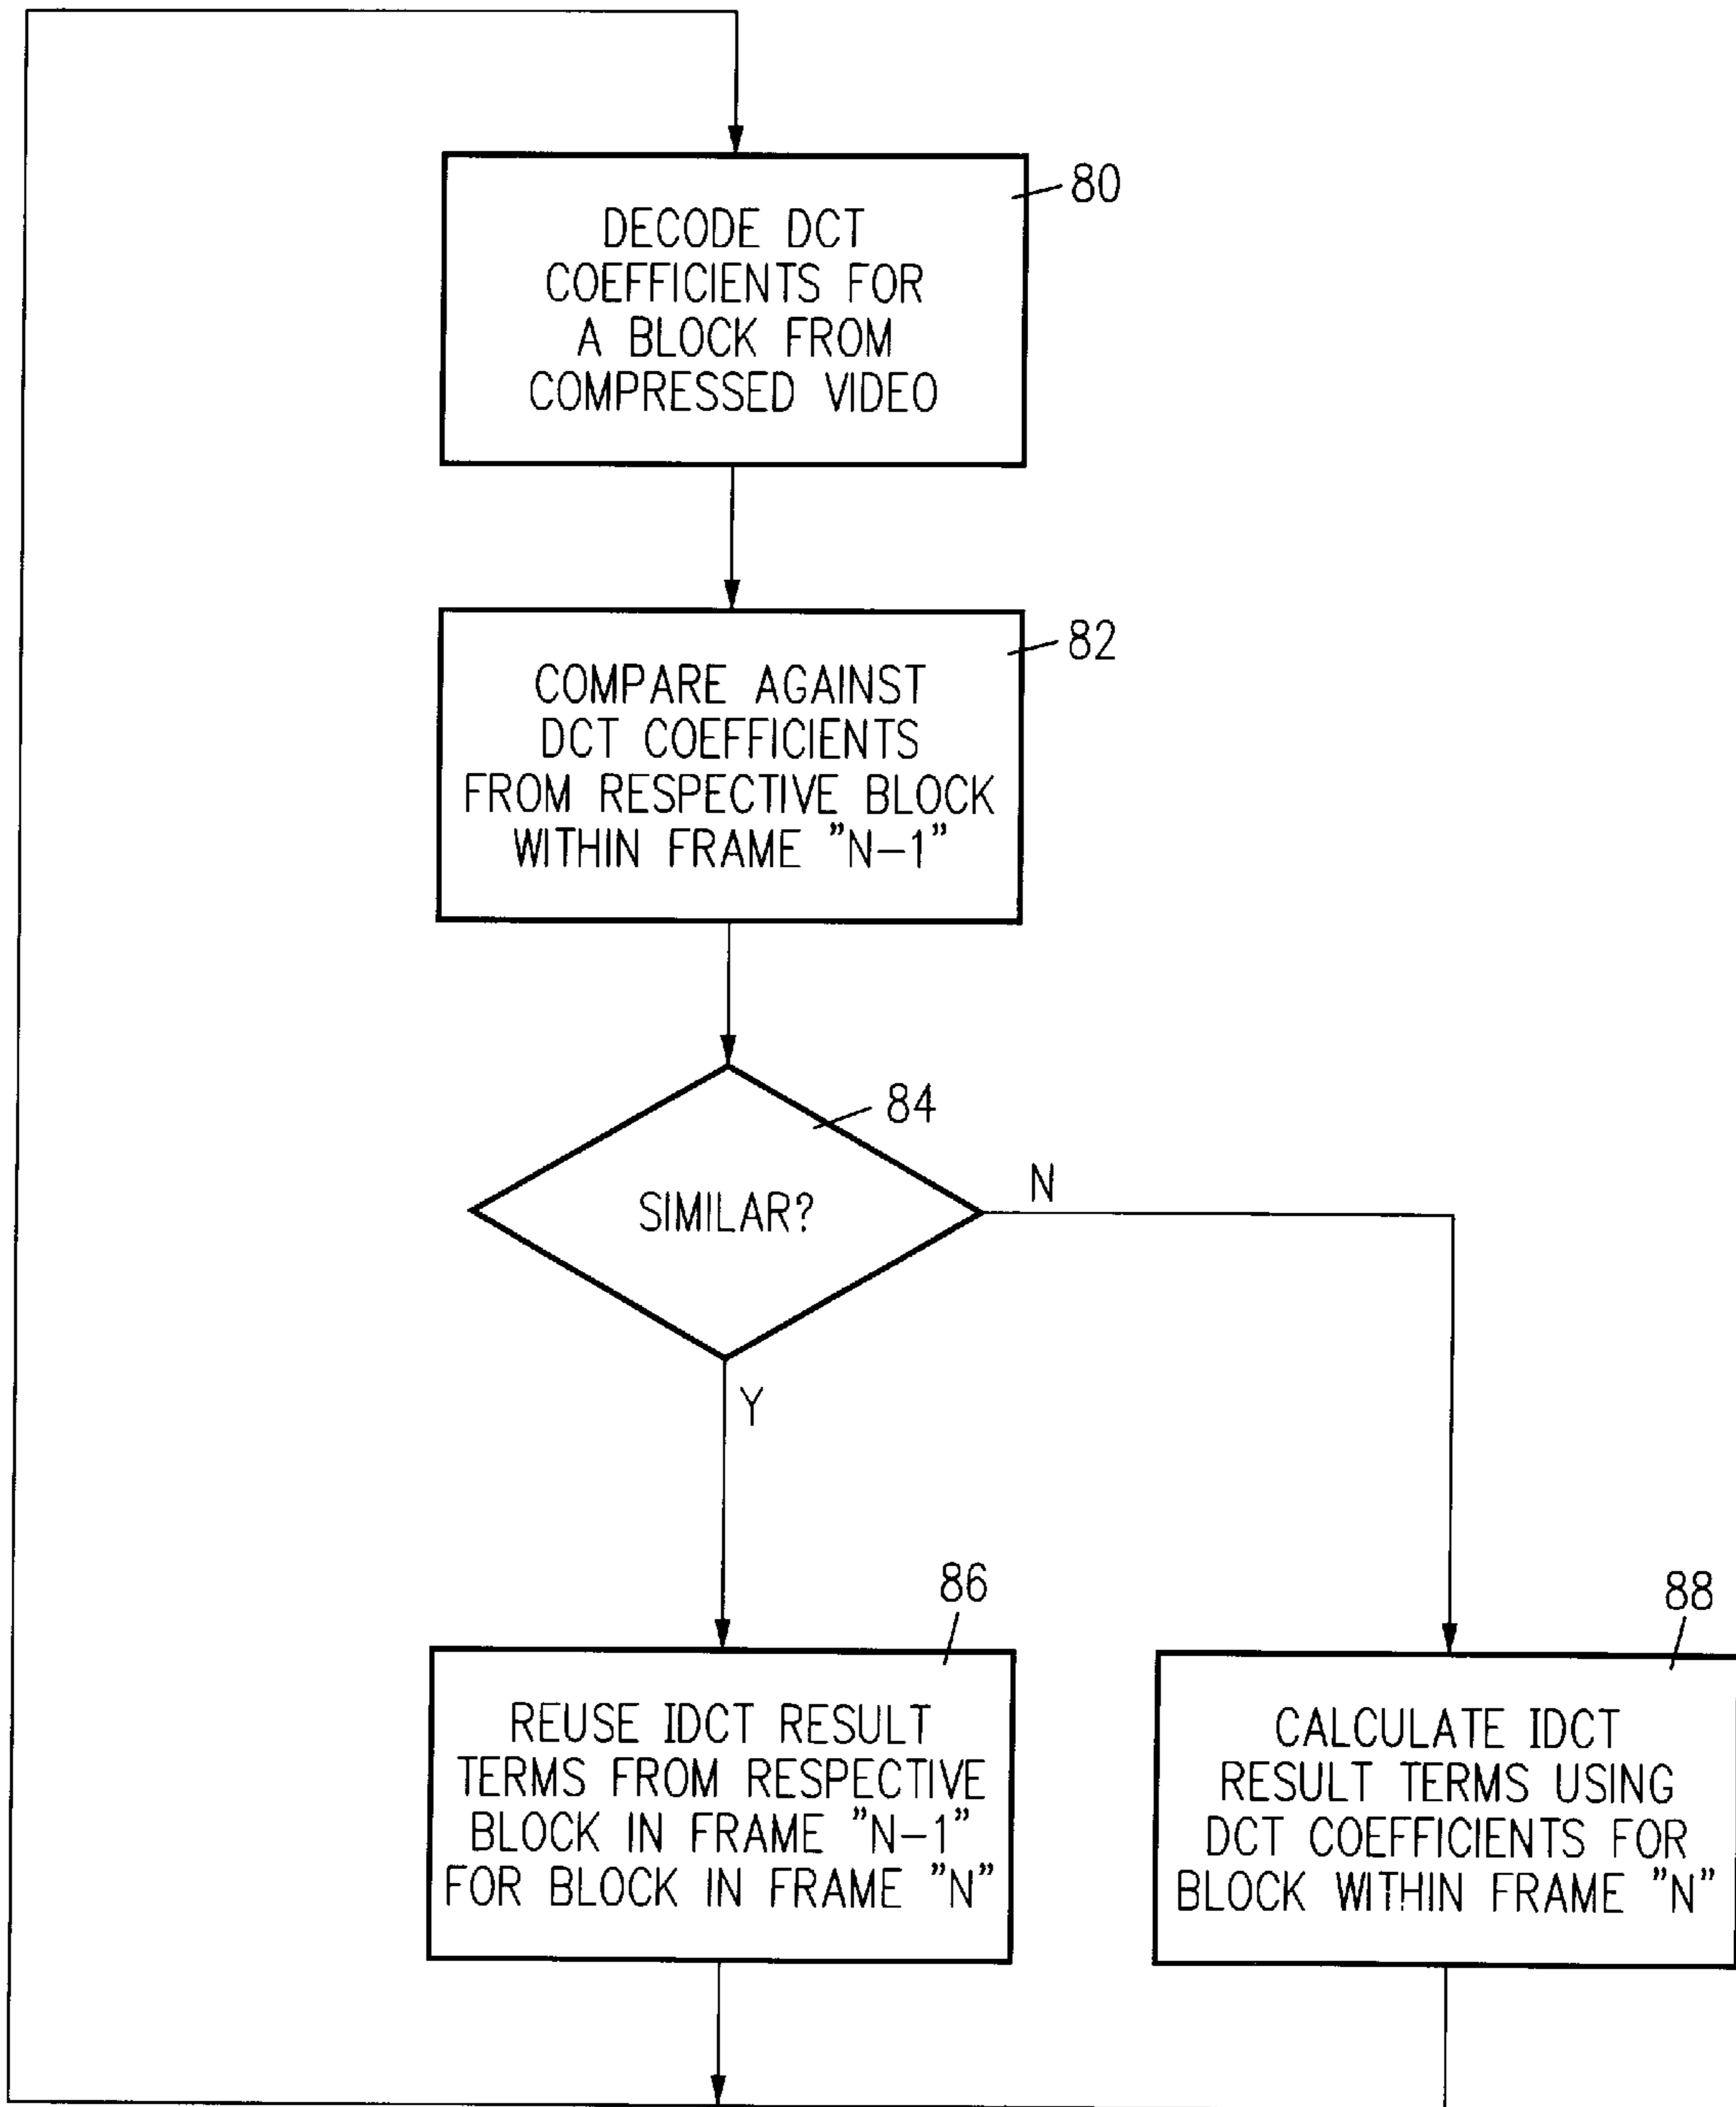 80
DECODE DCT
COEFFICIENTS FOR
A BLOCK FROM
COMPRESSED VIDEO
82
COMPARE AGAINST
DCT COEFFICIENTS
FROM RESPECTIVE BLOCK
WITHIN FRAME "N-1"
84
SIMILAR?
N
Y
86
REUSE IDCT RESULT
TERMS FROM RESPECTIVE
BLOCK IN FRAME "N-1"
FOR BLOCK IN FRAME "N"
88
CALCULATE IDCT
RESULT TERMS USING
DCT COEFFICIENTS FOR
BLOCK WITHIN FRAME "N"